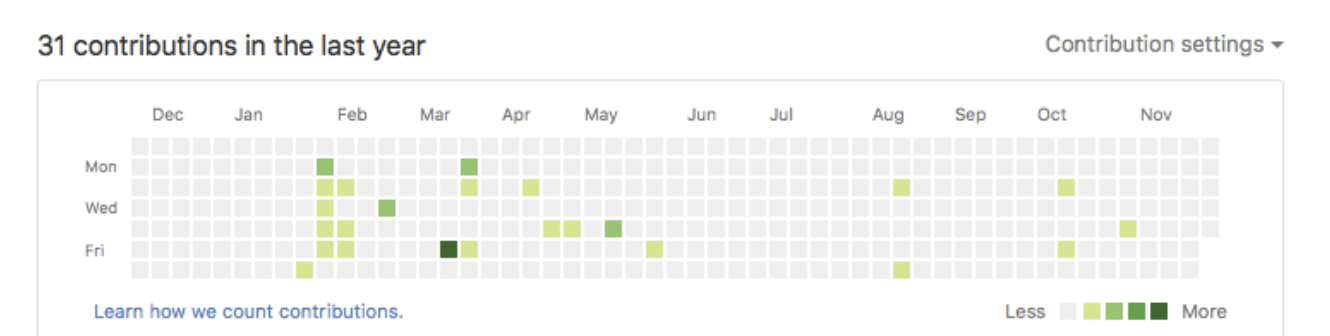 31 contributions in the last year
Contribution settings
Dec Jan Feb Mar Apr May Jun Jul Aug Sep Oct Nov
Mon
Wed
Fri
Learn how we count contributions.
Less More